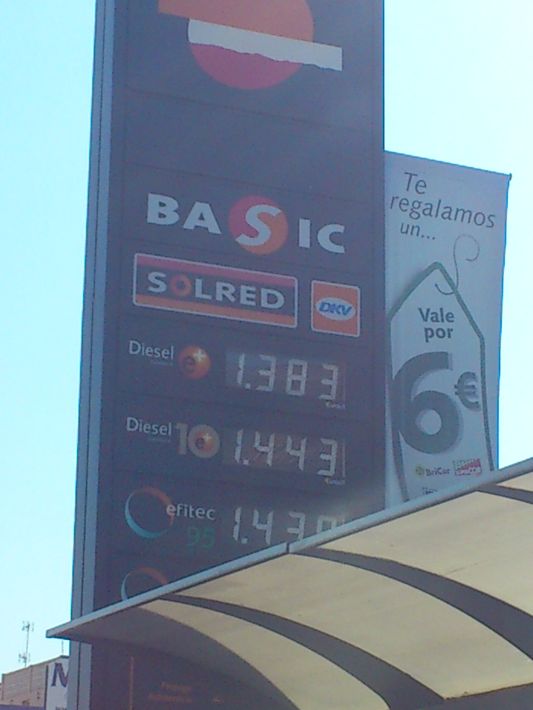 BASIC
SOLRED DKV
Diesel e+ 1.383
Diesel 10 e+ 1.443
efitec 95 1.43
Te
regalamos
un...
Vale
por
6€
BriCor